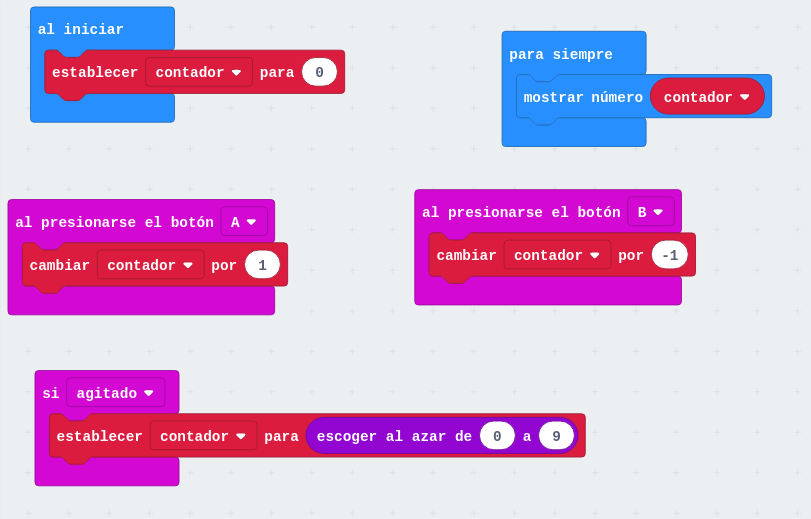 al iniciar
establecer contador para 0
para siempre
mostrar número contador
al presionarse el botón A
cambiar contador por 1
al presionarse el botón B
cambiar contador por -1
si agitado
establecer contador para escoger al azar de 0 a 9